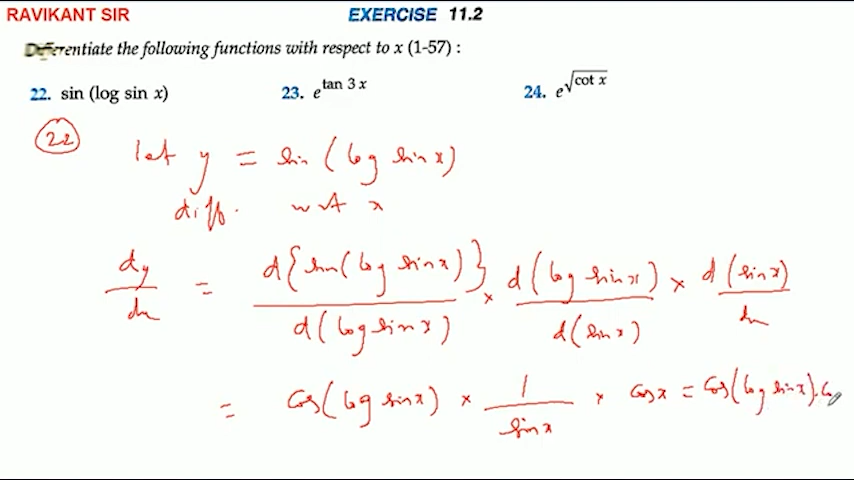 RAVIKANT SIR EXERCISE 11.2
Differentiate the following functions with respect to x (1-57) :
22. sin (log sin x) 23. e^{tan 3x} 24. e^{√cot x}
22
let y = sin (log sin x)
diff. w.r.t x
dy/dx = d{sin(log sin x)}/d(log sin x) × d(log sin x)/d(sin x) × d(sin x)/dx
= cos(log sin x) × 1/sin x × cos x = cos(log sin x). co